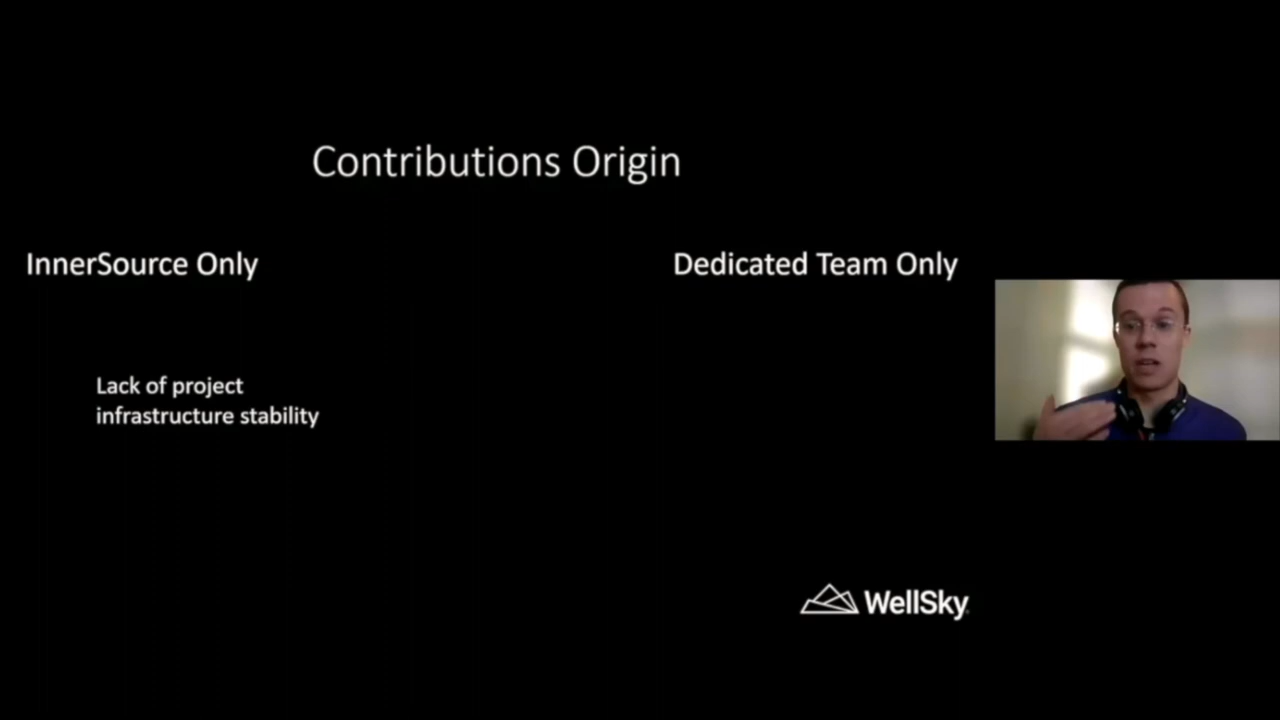 Contributions Origin
InnerSource Only
Dedicated Team Only
Lack of project
infrastructure stability
WellSky